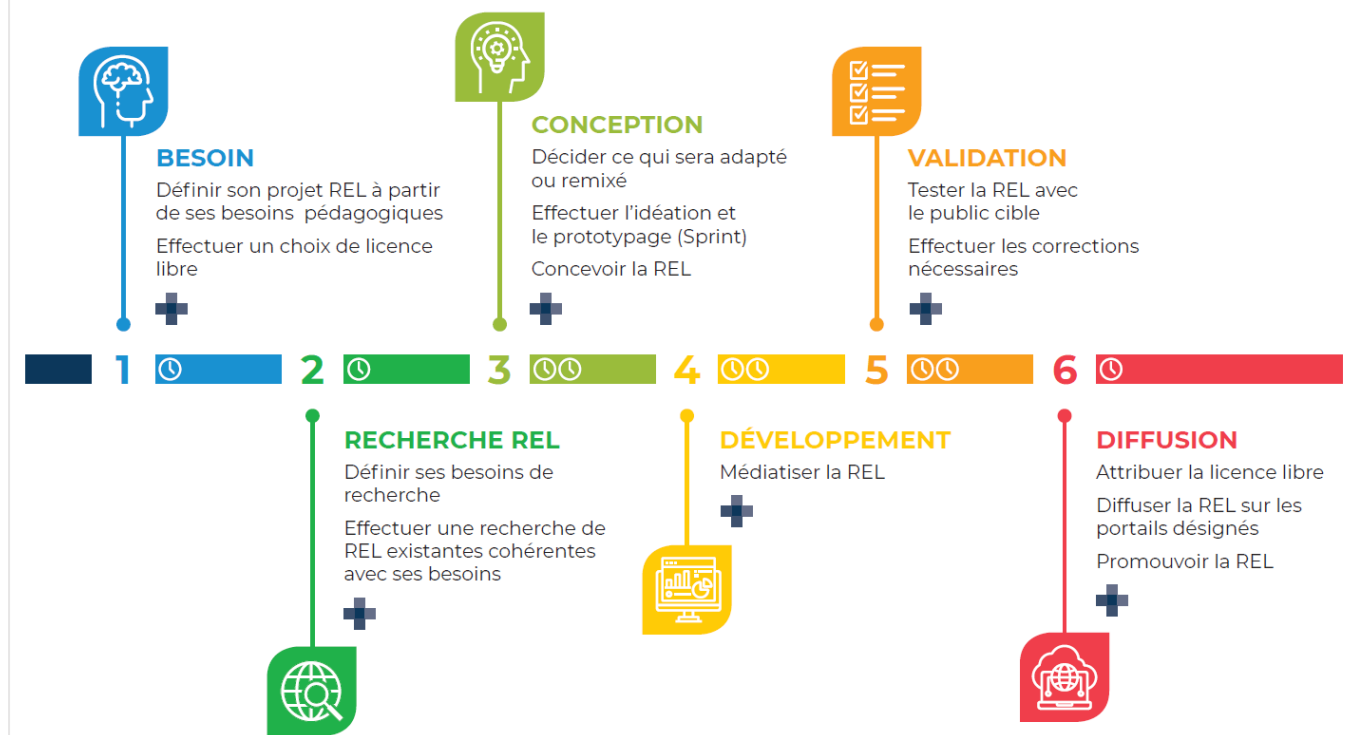 BESOIN
Définir son projet REL à partir
de ses besoins pédagogiques
Effectuer un choix de licence
libre
CONCEPTION
Décider ce qui sera adapté
ou remixé
Effectuer l'idéation et
le prototypage (Sprint)
Concevoir la REL
VALIDATION
Tester la REL avec
le public cible
Effectuer les corrections
nécessaires
1
2
3
4
5
6
RECHERCHE REL
Définir ses besoins de
recherche
Effectuer une recherche de
REL existantes cohérentes
avec ses besoins
DÉVELOPPEMENT
Médiatiser la REL
DIFFUSION
Attribuer la licence libre
Diffuser la REL sur les
portails désignés
Promouvoir la REL